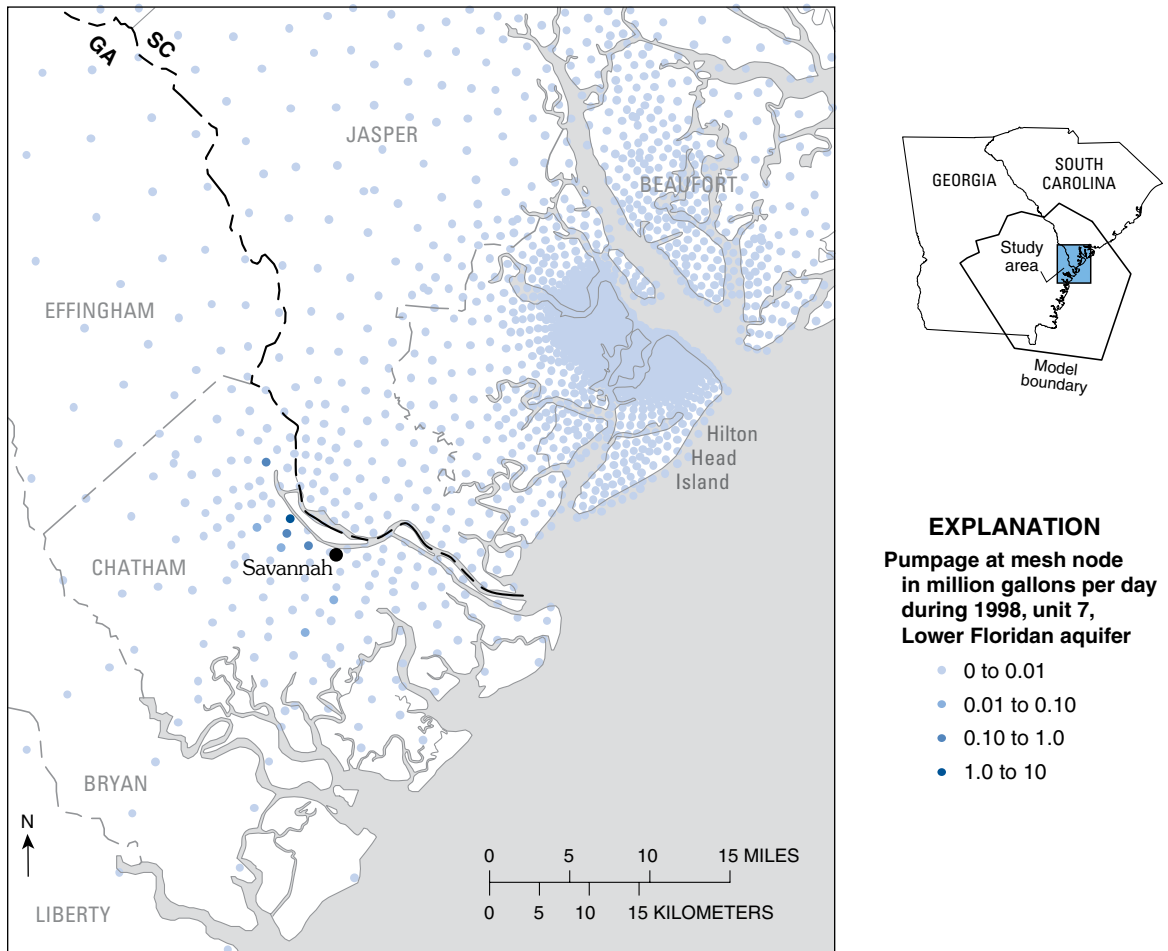 GA
SC
JASPER
BEAUFORT
EFFINGHAM
Hilton
Head
Island
CHATHAM
Savannah
BRYAN
N
LIBERTY
0 5 10 15 MILES
0 5 10 15 KILOMETERS
GEORGIA
SOUTH
CAROLINA
Study
area
Model
boundary
EXPLANATION
Pumpage at mesh node
in million gallons per day
during 1998, unit 7,
Lower Floridan aquifer
0 to 0.01
0.01 to 0.10
0.10 to 1.0
1.0 to 10